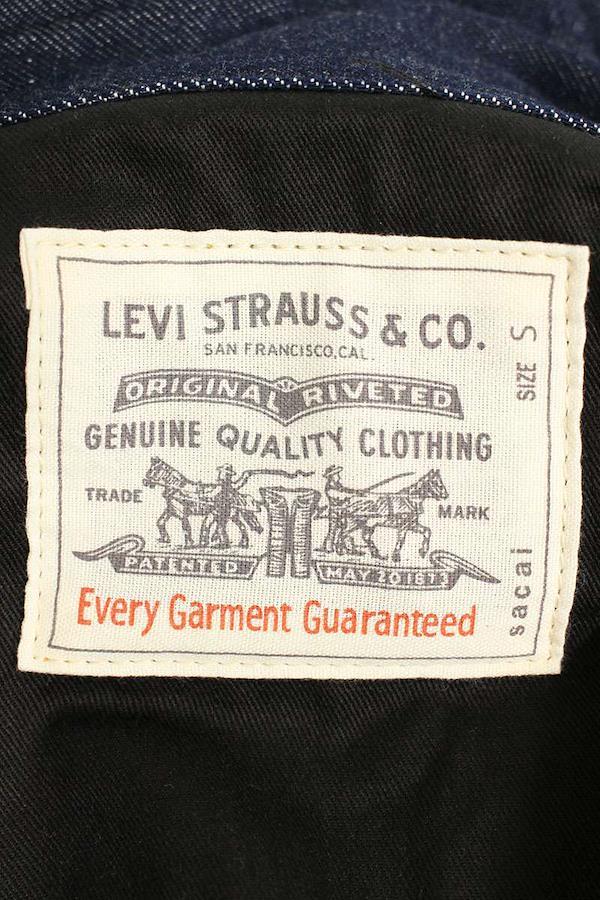 LEVI STRAUSS & CO.
SAN FRANCISCO, CAL.
ORIGINAL RIVETED
GENUINE QUALITY CLOTHING
TRADE MARK
PATENTED MAY 20 1873
Every Garment Guaranteed
SIZE S
sacai